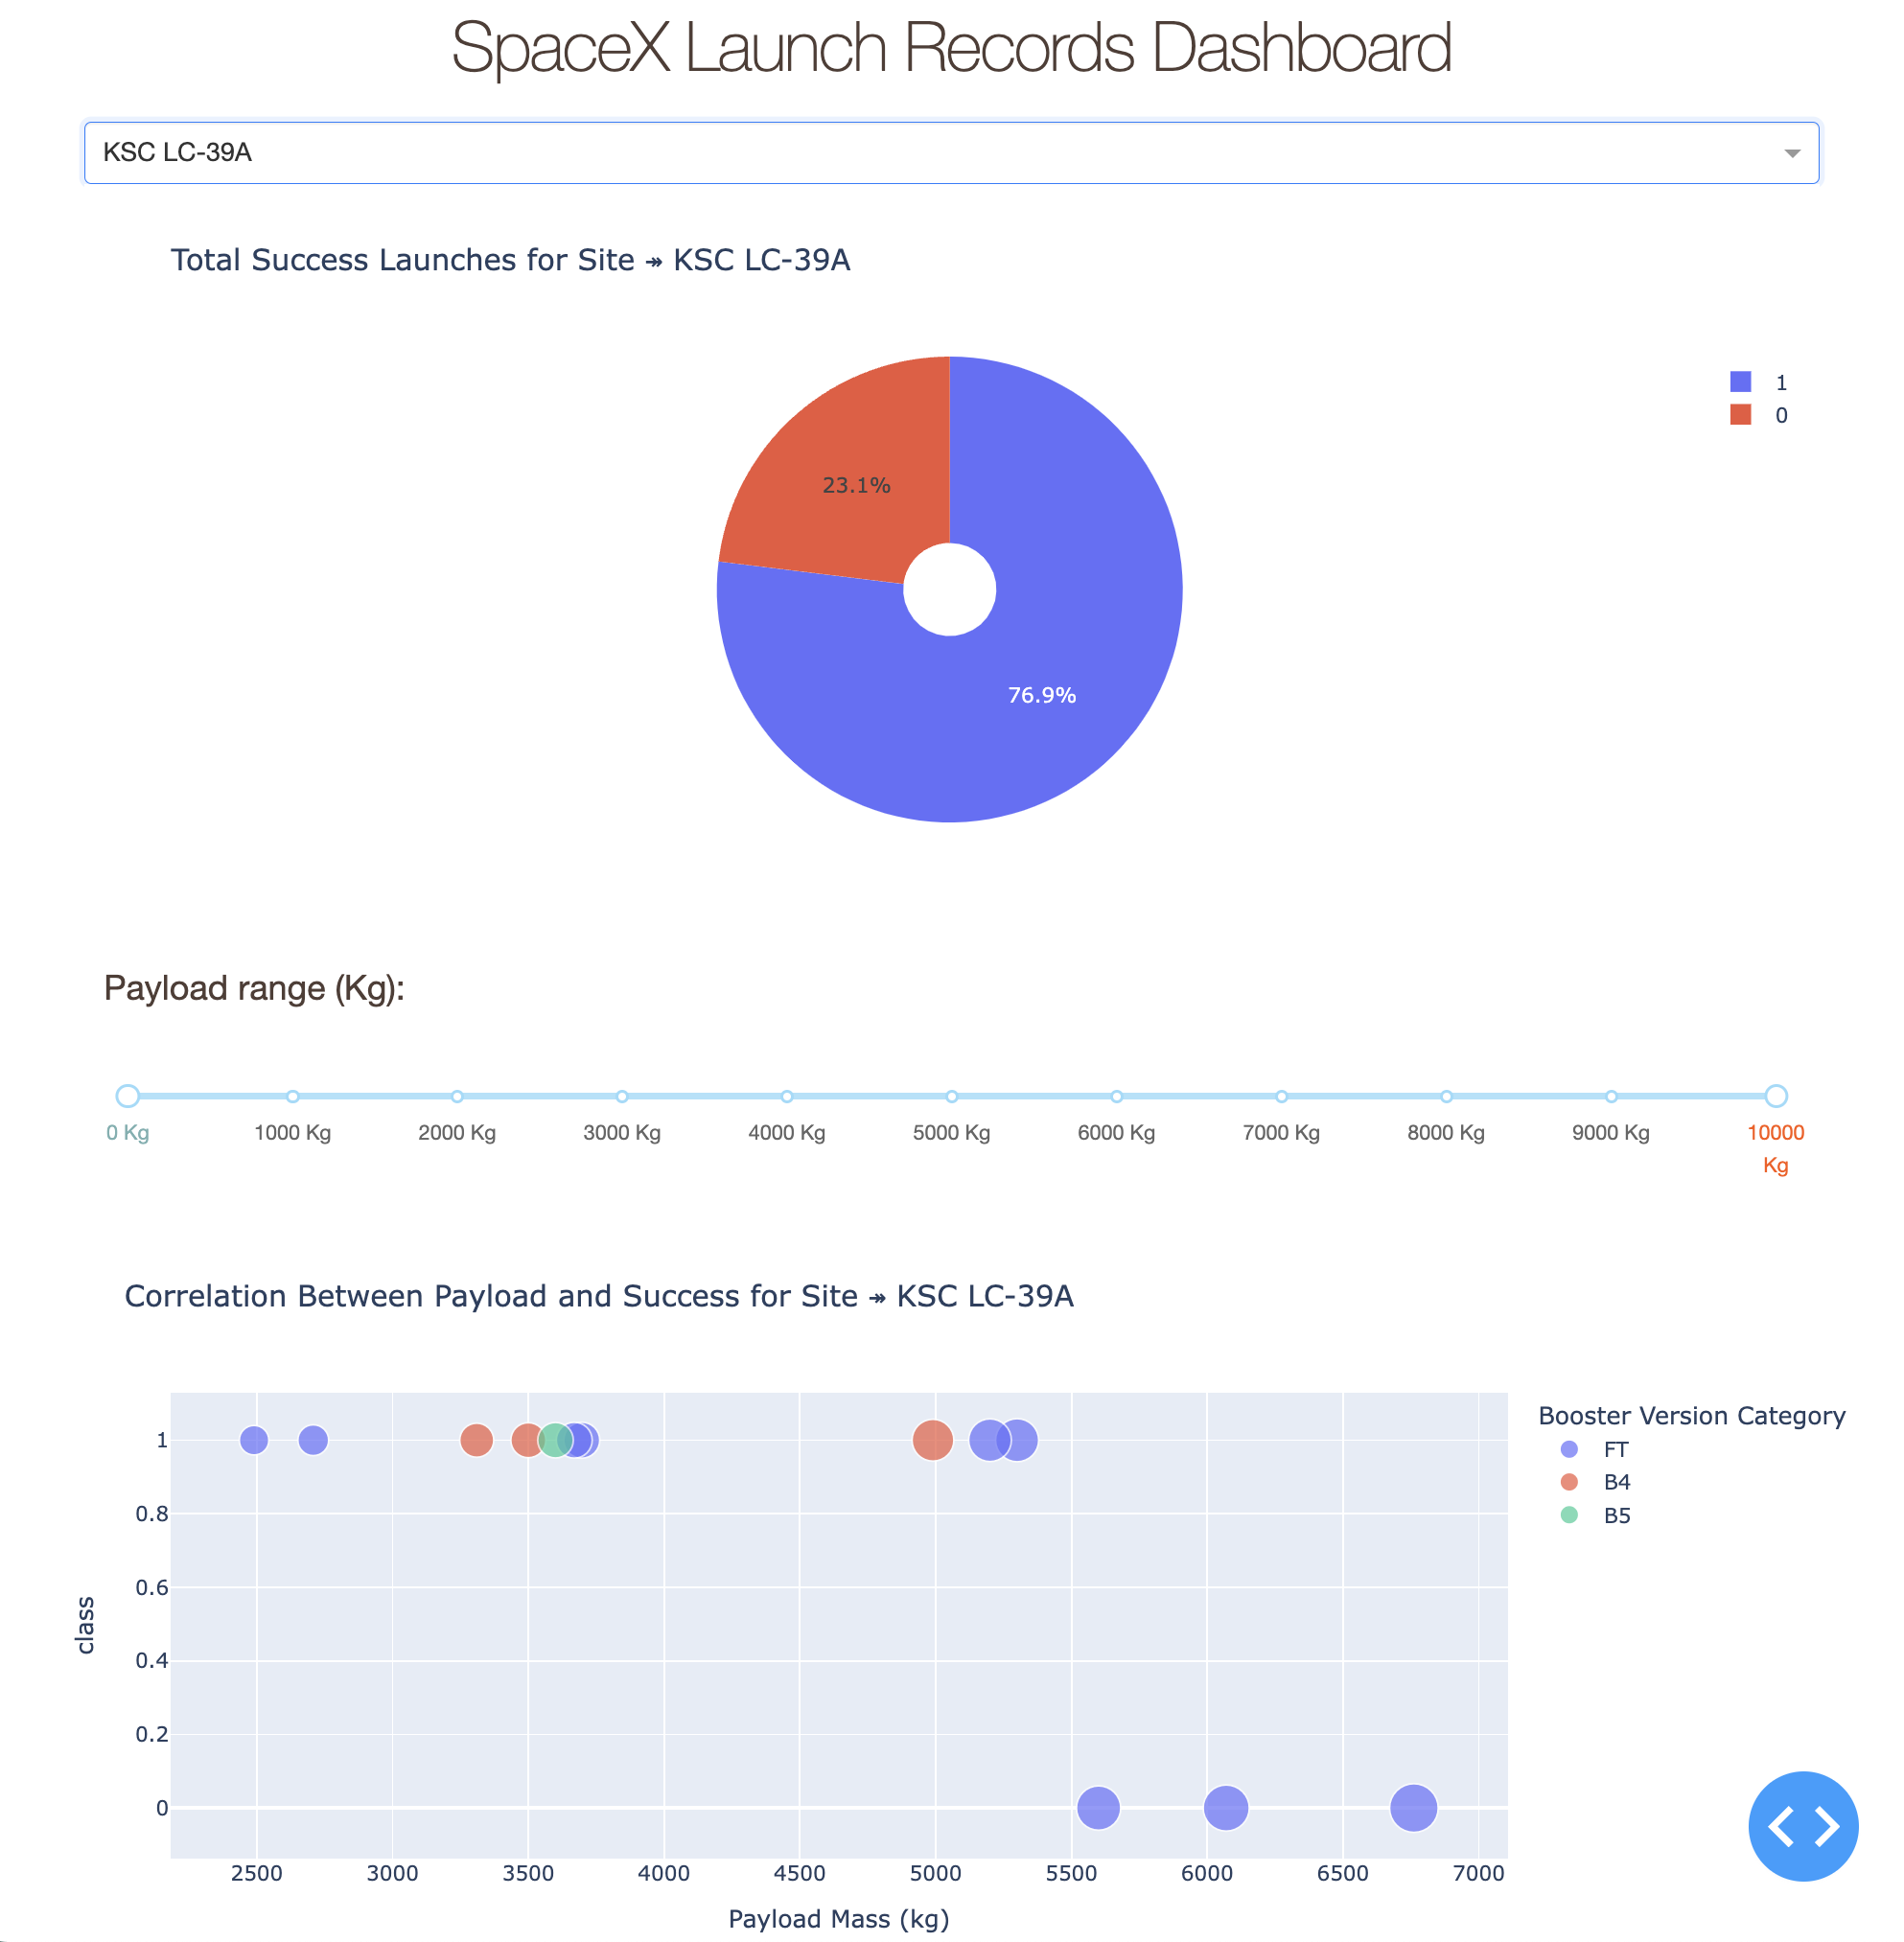 SpaceX Launch Records Dashboard
KSC LC-39A
Total Success Launches for Site ↠ KSC LC-39A
1
0
23.1%
76.9%
Payload range (Kg):
0 Kg 1000 Kg 2000 Kg 3000 Kg 4000 Kg 5000 Kg 6000 Kg 7000 Kg 8000 Kg 9000 Kg 10000
Kg
Correlation Between Payload and Success for Site ↠ KSC LC-39A
Booster Version Category
FT
B4
B5
1
0.8
0.6
0.4
0.2
0
class
2500 3000 3500 4000 4500 5000 5500 6000 6500 7000
Payload Mass (kg)